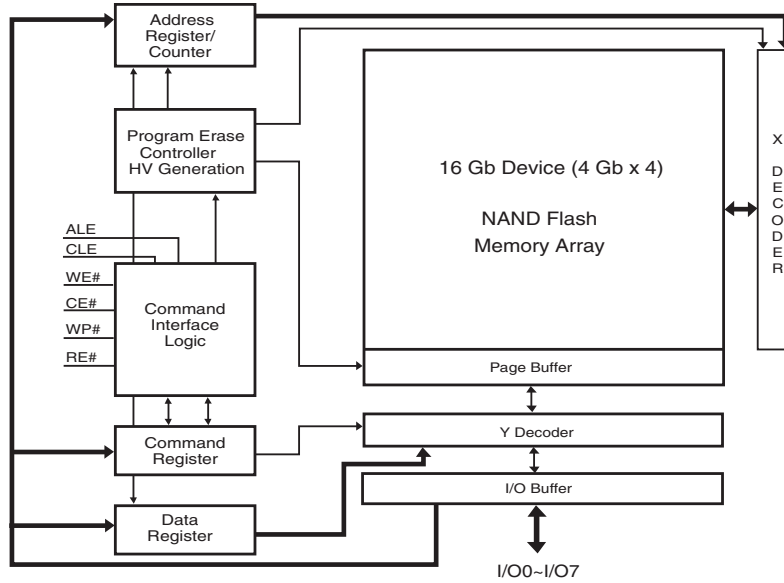 Address
Register/
Counter
Program Erase
Controller
HV Generation
16 Gb Device (4 Gb x 4)
NAND Flash
Memory Array
X
D
E
C
O
D
E
R
ALE
CLE
WE#
CE#
WP#
RE#
Command
Interface
Logic
Page Buffer
Command
Register
Y Decoder
I/O Buffer
Data
Register
I/O0~I/O7